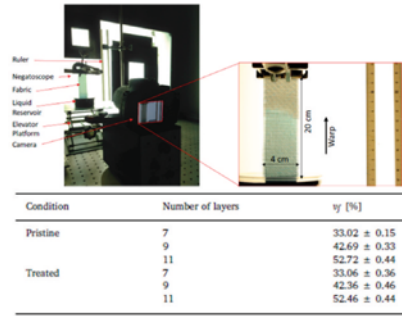 Ruler
Negatoscope
Fabric
Liquid
Reservoir
Elevator
Platform
Camera
20 cm
Warp
4 cm
Condition Number of layers vf [%]
Pristine 7 33.02 ± 0.15
9 42.69 ± 0.33
11 52.72 ± 0.44
Treated 7 33.06 ± 0.36
9 42.36 ± 0.46
11 52.46 ± 0.44